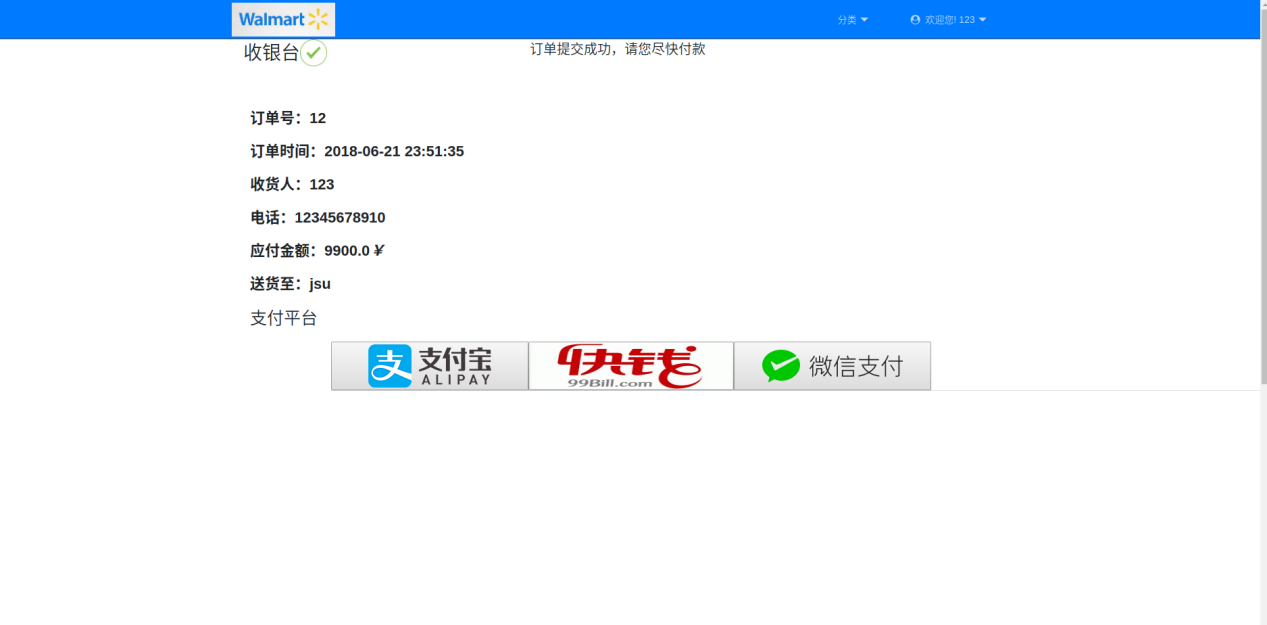 Walmart 分类 欢迎您! 123
收银台 订单提交成功，请您尽快付款
订单号：12
订单时间：2018-06-21 23:51:35
收货人：123
电话：12345678910
应付金额：9900.0￥
送货至：jsu
支付平台
支 支付宝 ALIPAY 快钱 99Bill.com 微信支付